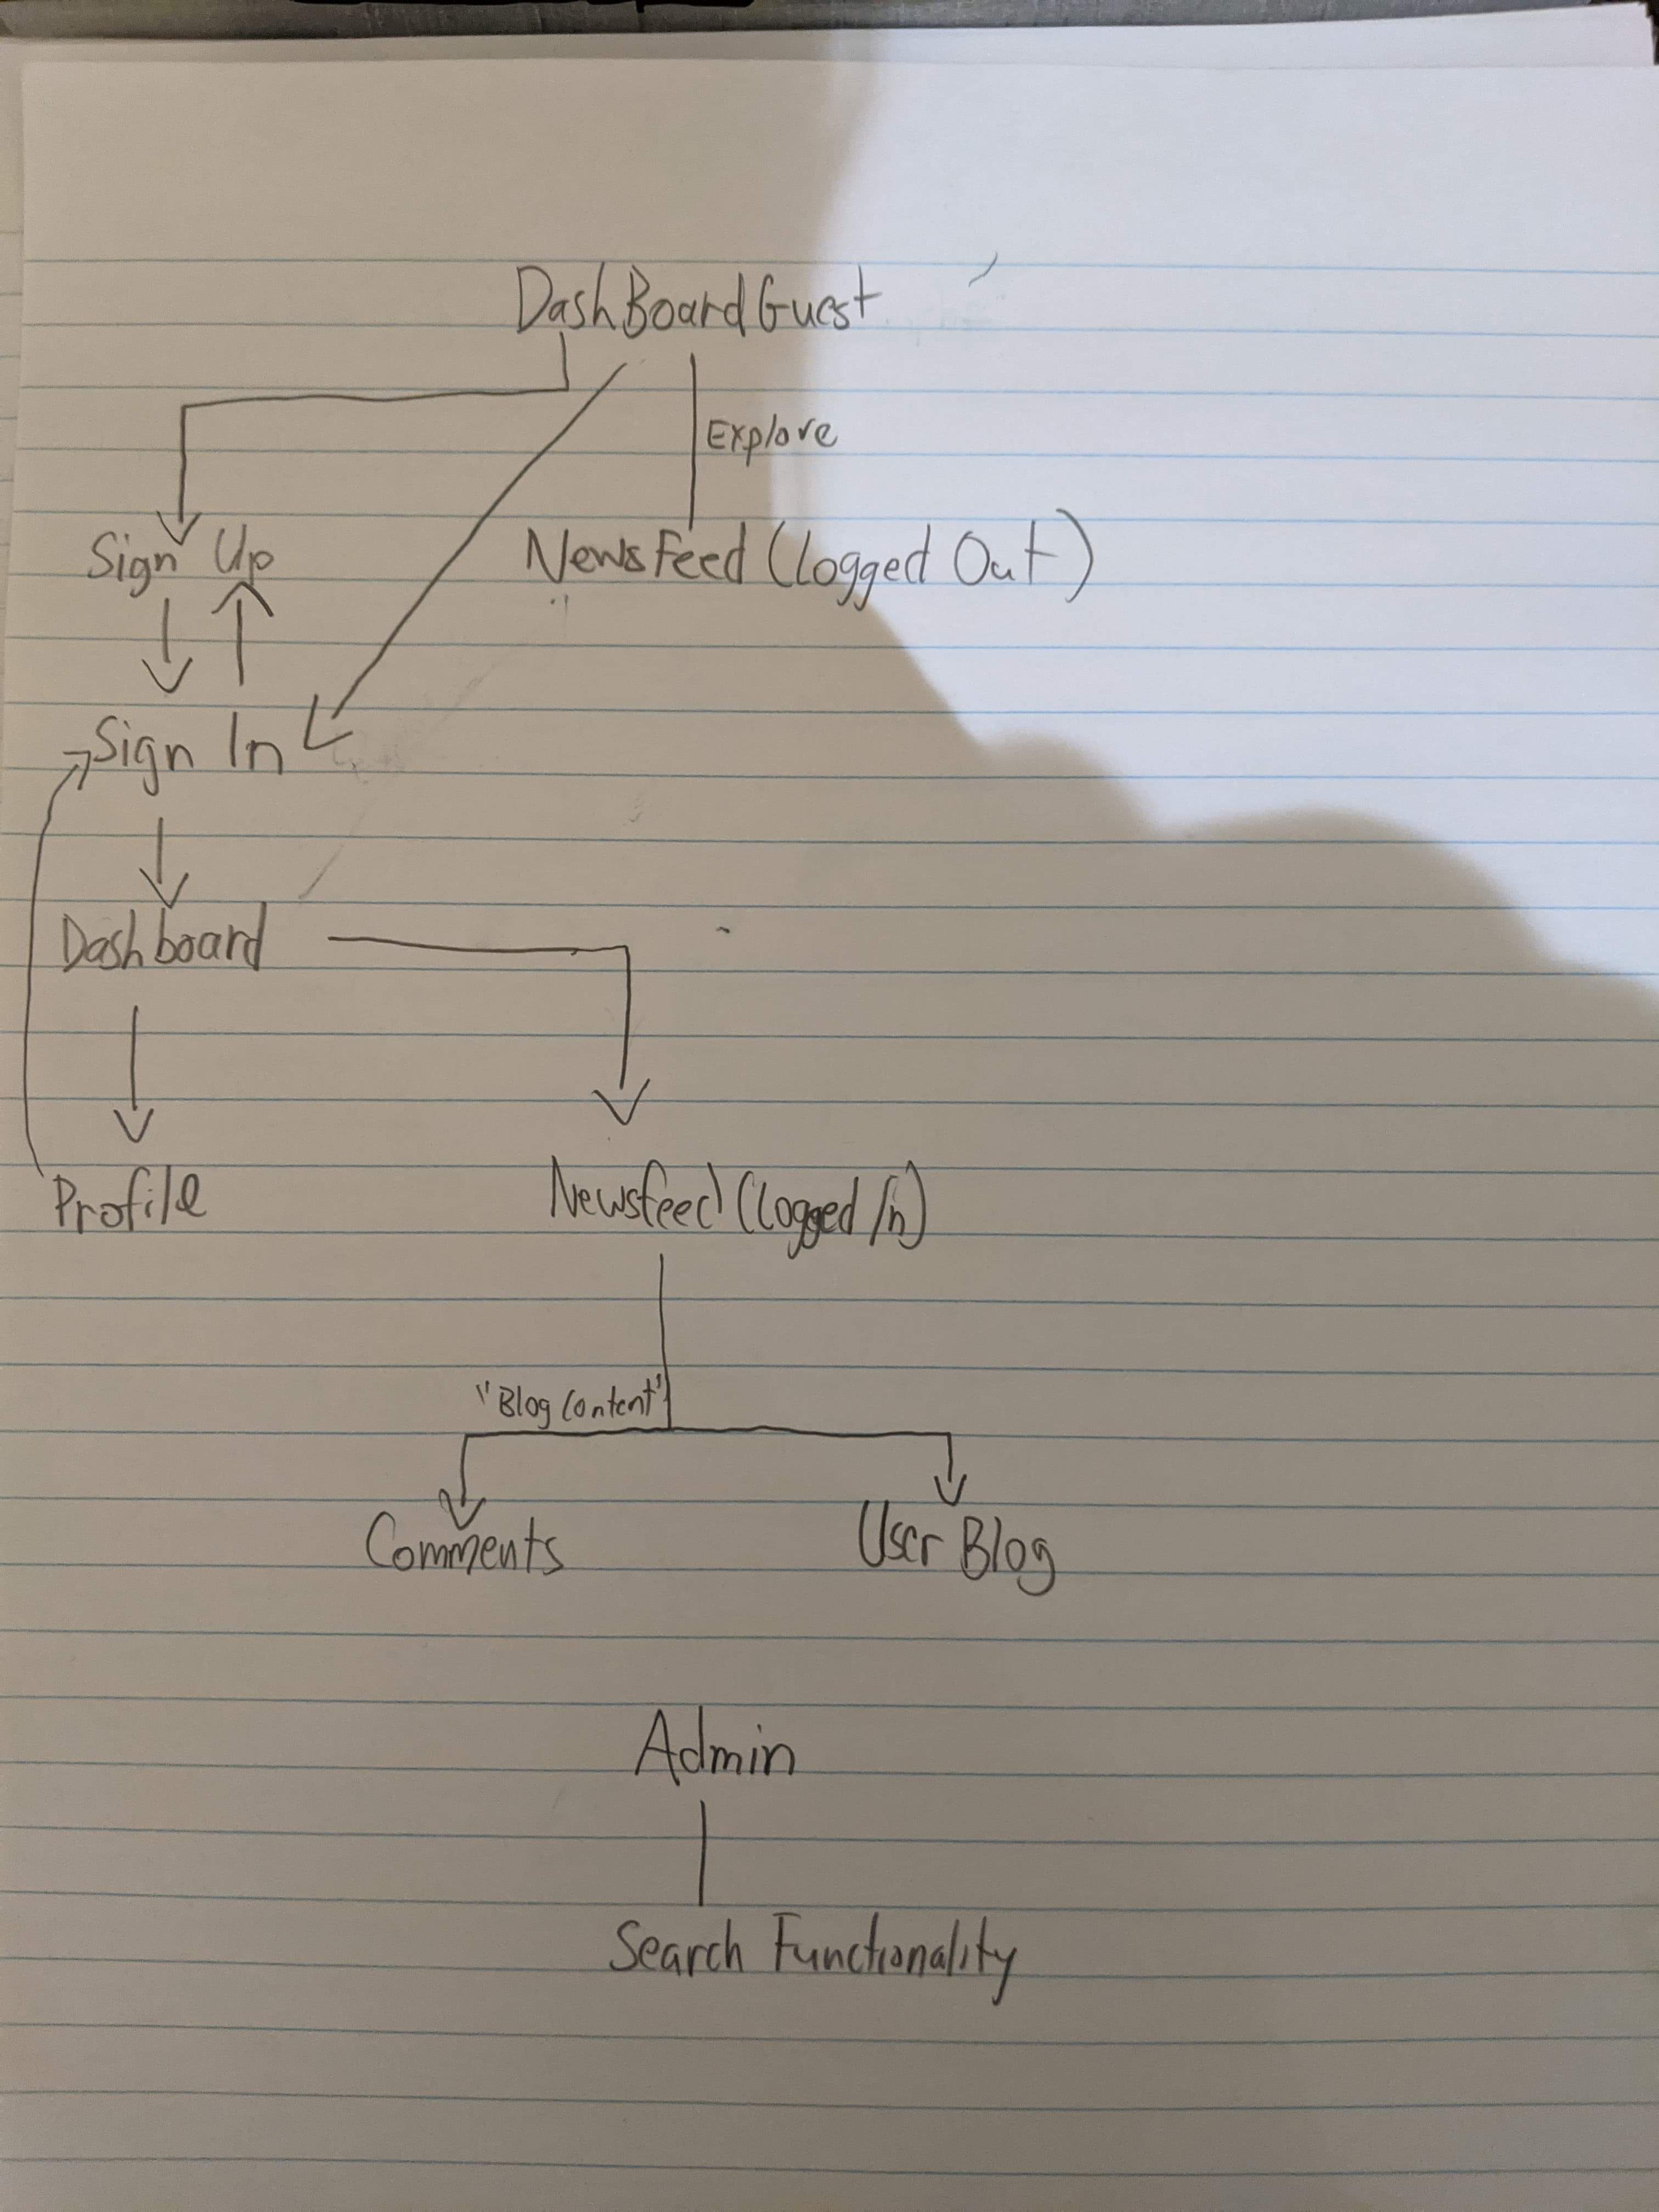 DashBoard Guest
Explore
Sign Up
NewsFeed (Logged Out)
Sign In
Dashboard
Profile
Newsfeed (Logged In)
"Blog Content"
Comments
User Blog
Admin
Search Functionality